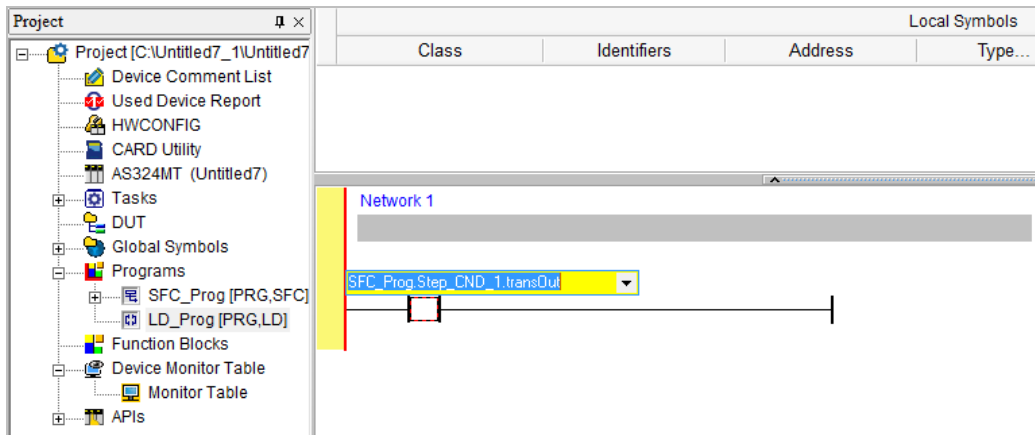 Project
Project [C:\Untitled7_1\Untitled7
Device Comment List
Used Device Report
HWCONFIG
CARD Utility
AS324MT (Untitled7)
Tasks
DUT
Global Symbols
Programs
SFC_Prog [PRG,SFC]
LD_Prog [PRG,LD]
Function Blocks
Device Monitor Table
Monitor Table
APIs
Local Symbols
Class Identifiers Address Type...
Network 1
SFC_Prog.Step_CND_1.transOut